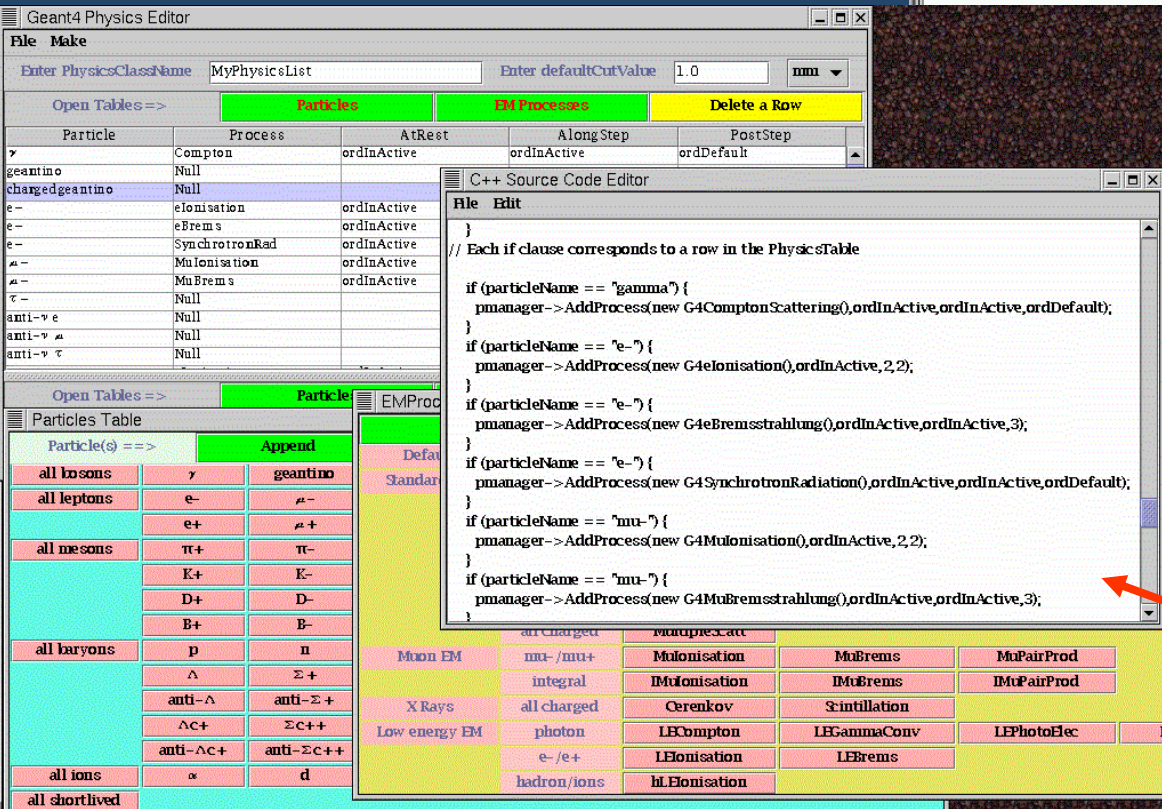 Geant4 Physics Editor
File Make
Enter PhysicsClassName MyPhysicsList Enter defaultCutValue 1.0 mm
Open Tables => Particles EM Processes Delete a Row
Particle Process AtRest AlongStep PostStep
γ Compton ordInActive ordInActive ordDefault
geantino Null
chargedgeantino Null
e- eIonisation ordInActive
e- eBrems ordInActive
e- SynchrotronRad ordInActive
μ- MuIonisation ordInActive
μ- MuBrems ordInActive
τ- Null
anti-ν e Null
anti-ν μ Null
anti-ν τ Null
Open Tables =>
C++ Source Code Editor
File Edit
}
// Each if clause corresponds to a row in the PhysicsTable
if (particleName == "gamma") {
pmanager->AddProcess(new G4ComptonScattering(),ordInActive,ordInActive,ordDefault);
}
if (particleName == "e-") {
pmanager->AddProcess(new G4eIonisation(),ordInActive,2,2);
}
if (particleName == "e-") {
pmanager->AddProcess(new G4eBremsstrahlung(),ordInActive,ordInActive,3);
}
if (particleName == "e-") {
pmanager->AddProcess(new G4SynchrotronRadiation(),ordInActive,ordInActive,ordDefault);
}
if (particleName == "mu-") {
pmanager->AddProcess(new G4MuIonisation(),ordInActive,2,2);
}
if (particleName == "mu-") {
pmanager->AddProcess(new G4MuBremsstrahlung(),ordInActive,ordInActive,3);
}
Particles Table
Particle(s) ==> Append
all bosons γ geantino
all leptons e- μ-
e+ μ+
all mesons π+ π-
K+ K-
D+ D-
B+ B-
all baryons p n
Λ Σ+
anti-Λ anti-Σ+
Λc+ Σc++
anti-Λc+ anti-Σc++
all ions α d
all shortlived
all charged MultipleScatt
Muon EM mu-/mu+ MuIonisation MuBrems MuPairProd
integral IMuIonisation IMuBrems IMuPairProd
X Rays all charged Cerenkov Scintillation
Low energy EM photon LECompton LEGammaConv LEPhotoElec
e-/e+ LEIonisation LEBrems
hadron/ions hLEIonisation